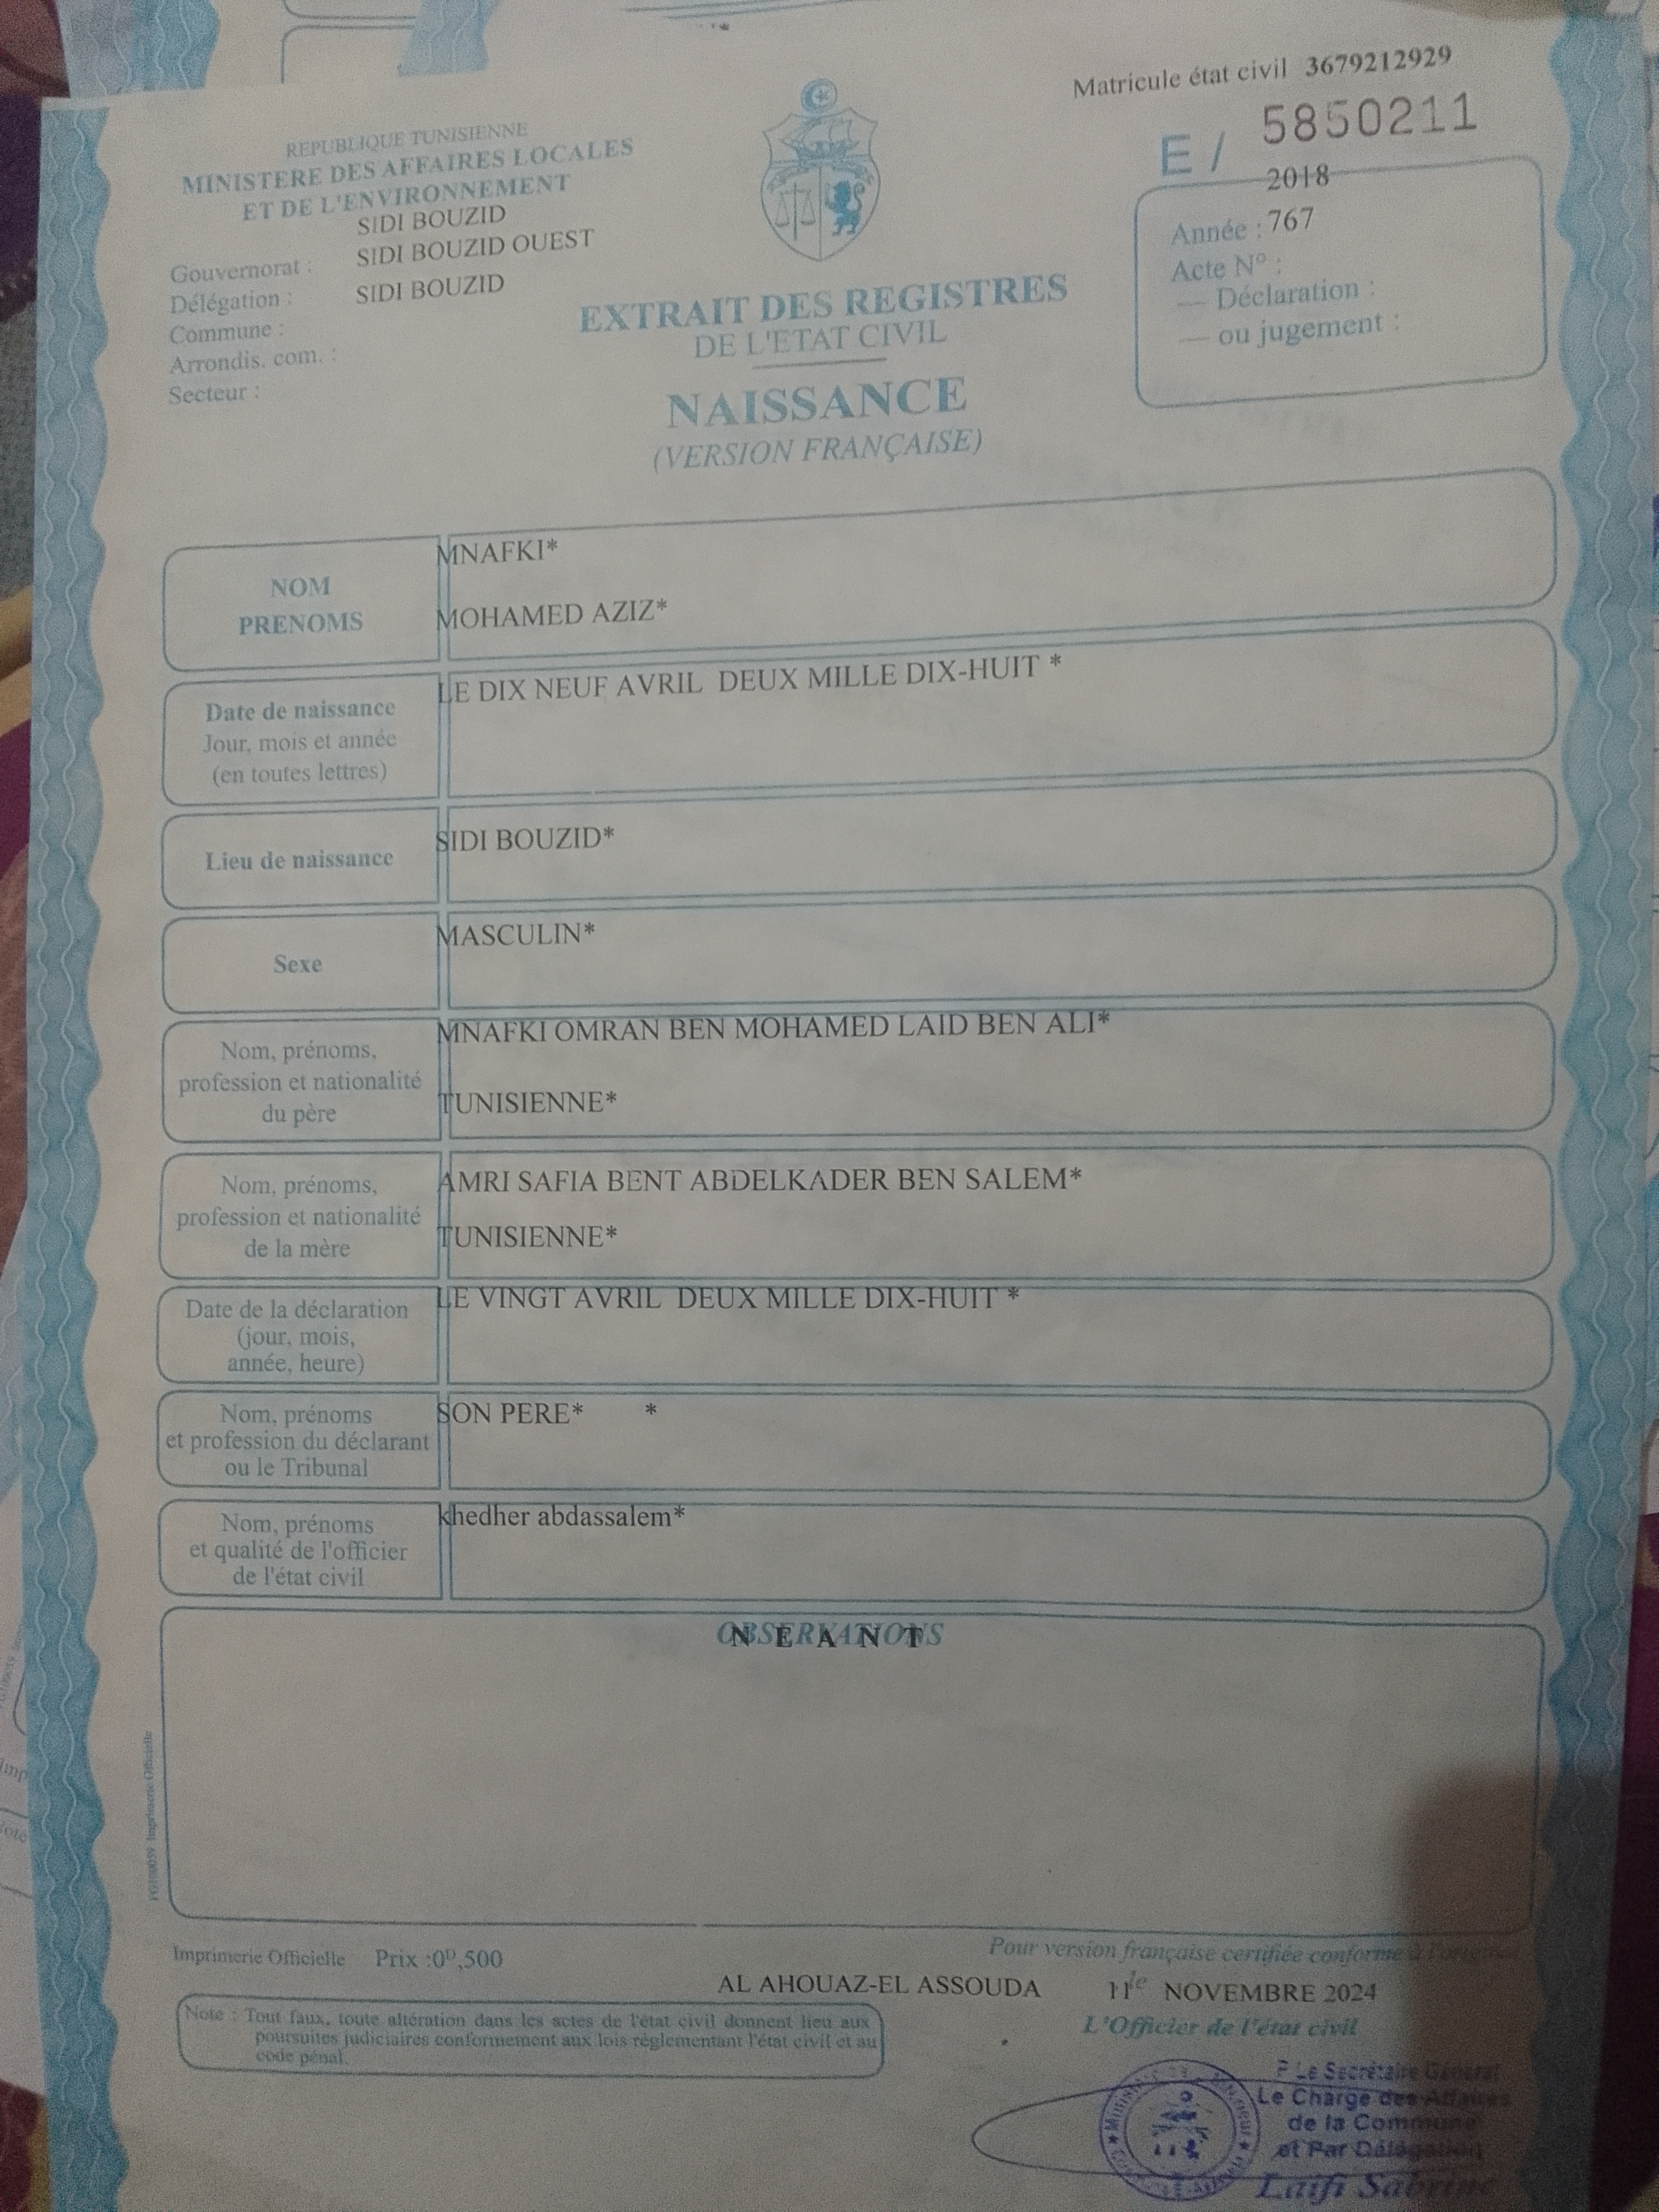 Matricule état civil 3679212929
E / 5850211
REPUBLIQUE TUNISIENNE
MINISTERE DES AFFAIRES LOCALES
ET DE L'ENVIRONNEMENT
SIDI BOUZID
Gouvernorat : SIDI BOUZID OUEST
Délégation : SIDI BOUZID
Commune :
Arrondis. com. :
Secteur :
2018
Année : 767
Acte N° :
— Déclaration :
— ou jugement :
EXTRAIT DES REGISTRES
DE L'ETAT CIVIL
NAISSANCE
(VERSION FRANÇAISE)
NOM
PRENOMS
MNAFKI*
MOHAMED AZIZ*
Date de naissance
Jour, mois et année
(en toutes lettres)
LE DIX NEUF AVRIL DEUX MILLE DIX-HUIT *
Lieu de naissance
SIDI BOUZID*
Sexe
MASCULIN*
Nom, prénoms,
profession et nationalité
du père
MNAFKI OMRAN BEN MOHAMED LAID BEN ALI*
TUNISIENNE*
Nom, prénoms,
profession et nationalité
de la mère
AMRI SAFIA BENT ABDELKADER BEN SALEM*
TUNISIENNE*
Date de la déclaration
(jour, mois,
année, heure)
LE VINGT AVRIL DEUX MILLE DIX-HUIT *
Nom, prénoms
et profession du déclarant
ou le Tribunal
SON PERE* *
Nom, prénoms
et qualité de l'officier
de l'état civil
khedher abdassalem*
OBSERVATIONS
N E A N T
Imprimerie Officielle
Imprimerie Officielle Prix :0D,500
Pour version française certifiée conforme à
AL AHOUAZ-EL ASSOUDA 11 le NOVEMBRE 2024
L'Officier de l'état civil
Note : Tout faux, toute altération dans les actes de l'état civil donnent lieu aux
poursuites judiciaires conformement aux lois règlementant l'état civil et au
code pénal.
P Le Secrétaire General
Le Charge des Affaires
de la Commune
et Par Délégation
Laifi Sabrine